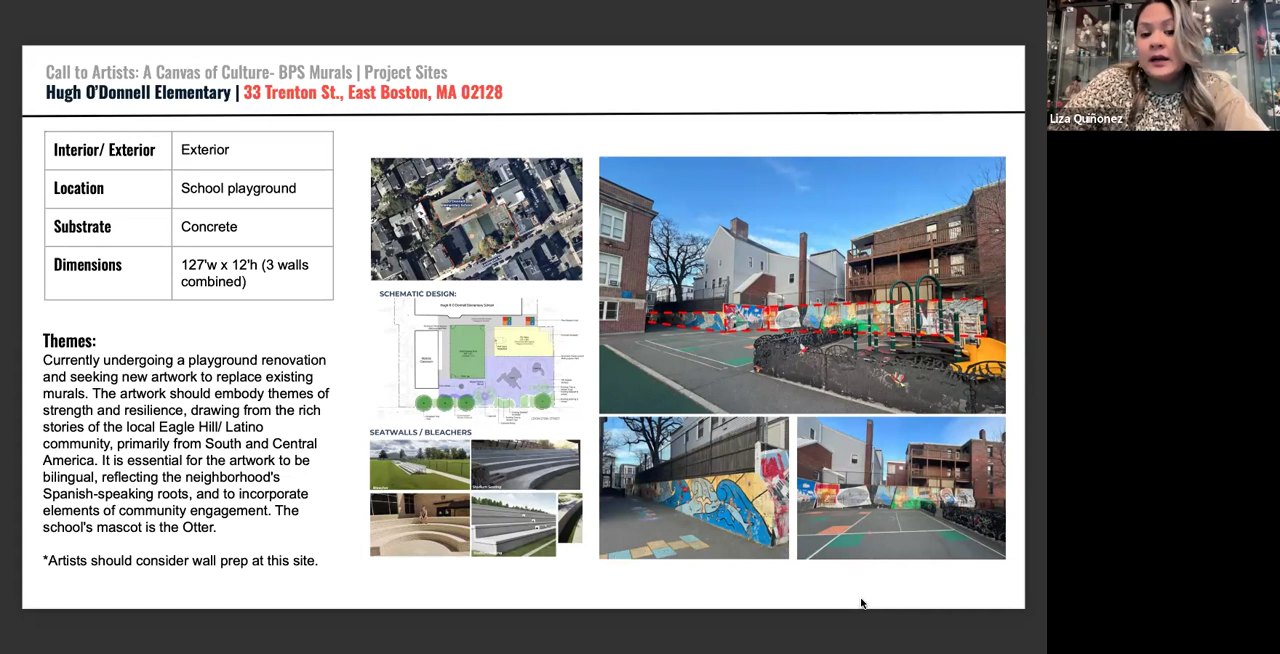 Call to Artists: A Canvas of Culture- BPS Murals | Project Sites
Hugh O'Donnell Elementary | 33 Trenton St., East Boston, MA 02128
Interior/ Exterior
Exterior
Location
School playground
Substrate
Concrete
Dimensions
127'w x 12'h (3 walls
combined)
Themes:
Currently undergoing a playground renovation
and seeking new artwork to replace existing
murals. The artwork should embody themes of
strength and resilience, drawing from the rich
stories of the local Eagle Hill/ Latino
community, primarily from South and Central
America. It is essential for the artwork to be
bilingual, reflecting the neighborhood's
Spanish-speaking roots, and to incorporate
elements of community engagement. The
school's mascot is the Otter.
*Artists should consider wall prep at this site.
SCHEMATIC DESIGN:
SEATWALLS / BLEACHERS
Liza Quiñonez